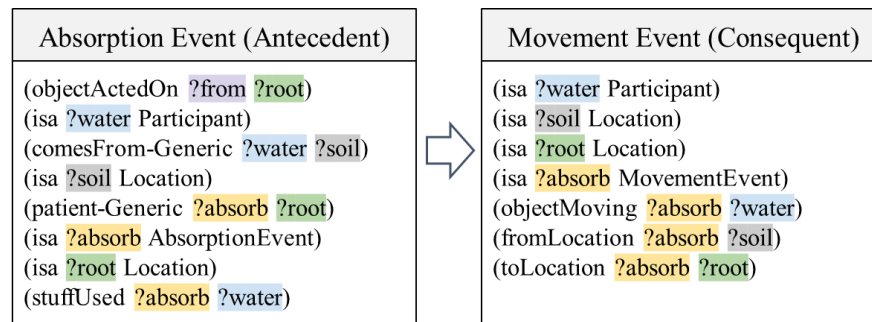 Absorption Event (Antecedent)
(objectActedOn ?from ?root)
(isa ?water Participant)
(comesFrom-Generic ?water ?soil)
(isa ?soil Location)
(patient-Generic ?absorb ?root)
(isa ?absorb AbsorptionEvent)
(isa ?root Location)
(stuffUsed ?absorb ?water)
Movement Event (Consequent)
(isa ?water Participant)
(isa ?soil Location)
(isa ?root Location)
(isa ?absorb MovementEvent)
(objectMoving ?absorb ?water)
(fromLocation ?absorb ?soil)
(toLocation ?absorb ?root)